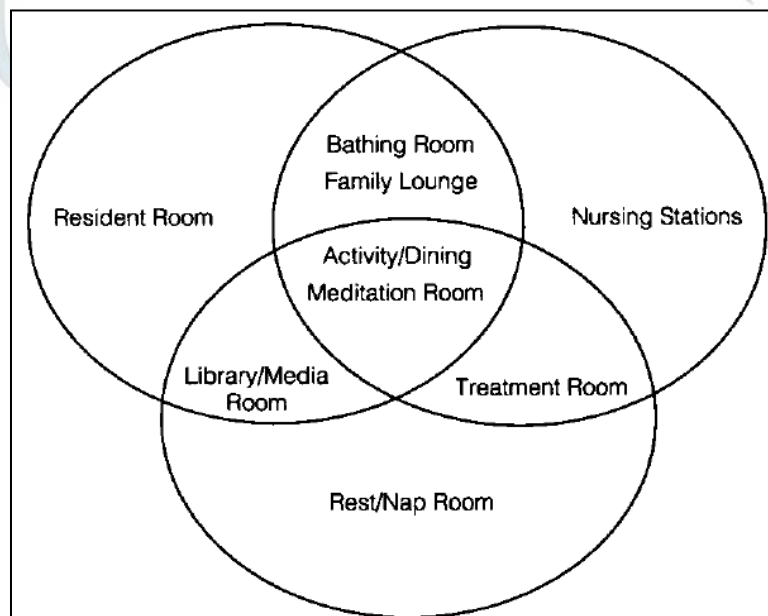 Bathing Room
Family Lounge
Resident Room
Nursing Stations
Activity/Dining
Meditation Room
Library/Media
Room
Treatment Room
Rest/Nap Room